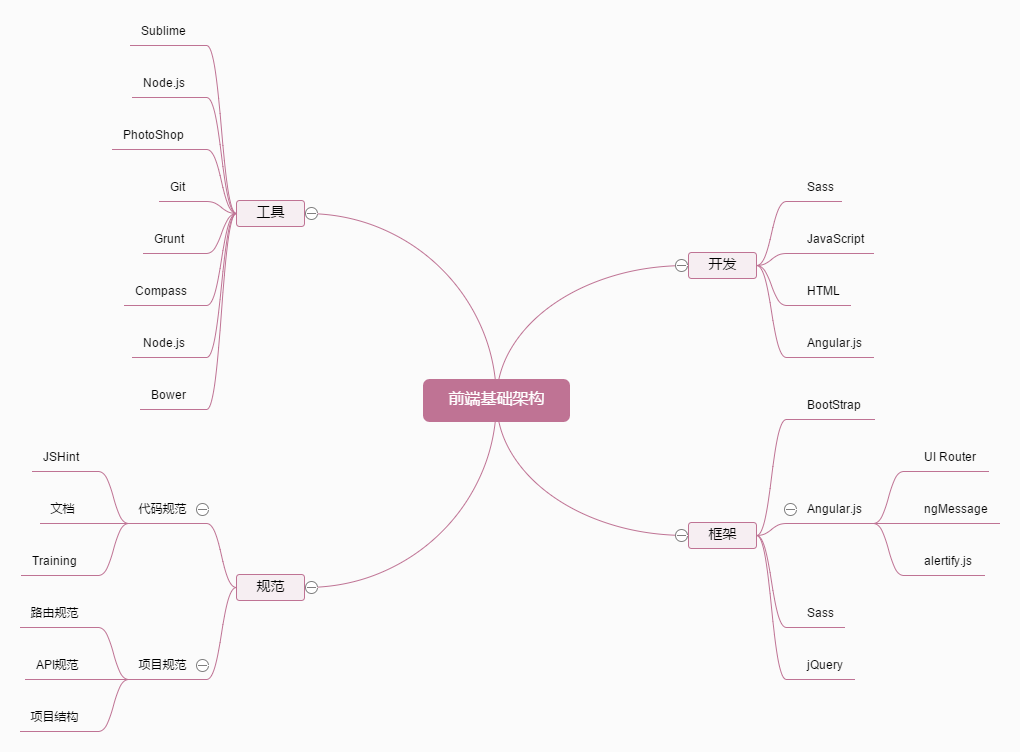 前端基础架构
工具
Sublime
Node.js
PhotoShop
Git
Grunt
Compass
Node.js
Bower
规范
代码规范
JSHint
文档
Training
项目规范
路由规范
API规范
项目结构
开发
Sass
JavaScript
HTML
Angular.js
框架
BootStrap
Angular.js
UI Router
ngMessage
alertify.js
Sass
jQuery